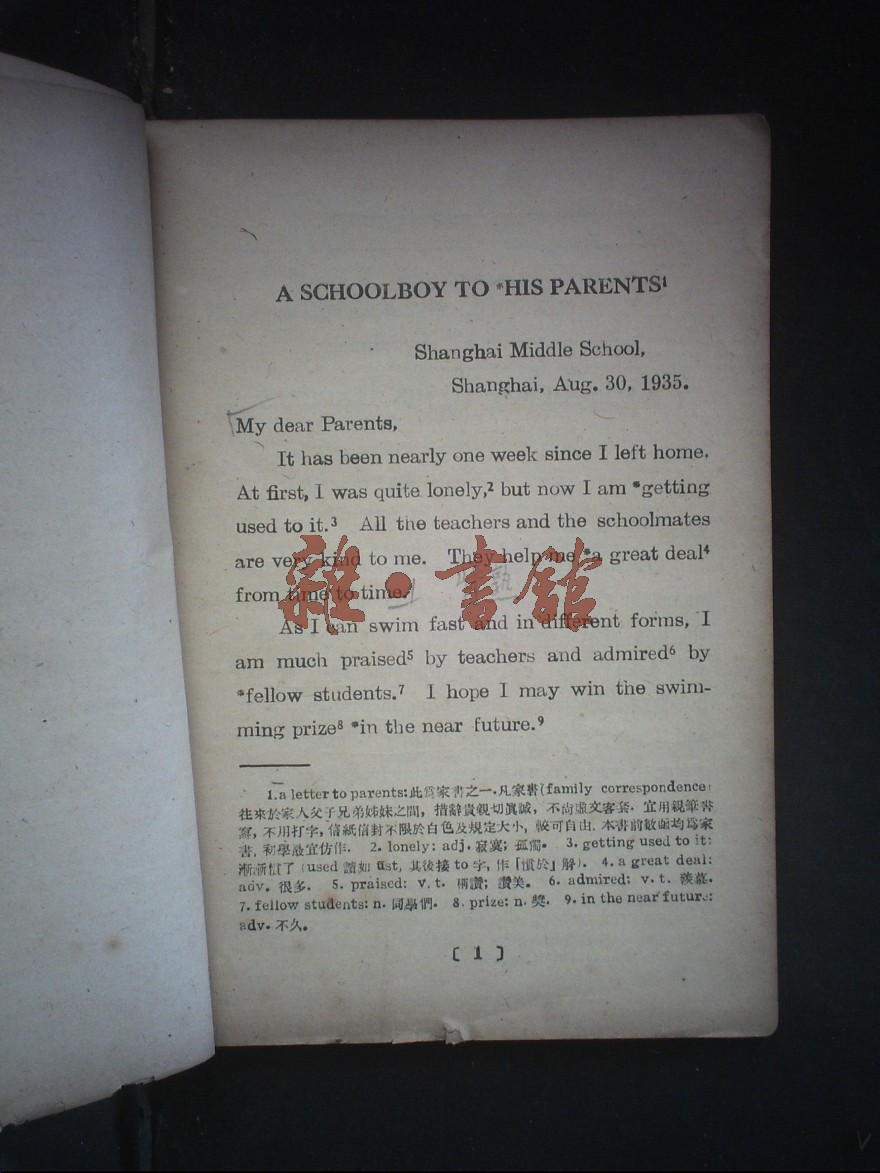 A SCHOOLBOY TO *HIS PARENTS¹
Shanghai Middle School,
Shanghai, Aug. 30, 1935.
My dear Parents,
It has been nearly one week since I left home.
At first, I was quite lonely,² but now I am *getting
used to it.³ All the teachers and the schoolmates
are very kind to me. They help me *a great deal⁴
from time to time.
As I can swim fast and in different forms, I
am much praised⁵ by teachers and admired⁶ by
*fellow students.⁷ I hope I may win the swim-
ming prize⁸ *in the near future.⁹
1. a letter to parents: 此爲家書之一. 凡家書 (family correspondence)
往來於家人父子兄弟姊妹之間, 措辭貴親切真誠, 不尚虛文客套. 宜用親筆書
寫, 不用打字, 信紙信封不限於白色及規定大小, 較可自由. 本書前數函均爲家
書, 初學最宜仿作. 2. lonely: adj. 寂寞; 孤獨. 3. getting used to it:
漸漸慣了 (used 讀如 ūst, 其後接 to 字, 作「慣於」解). 4. a great deal:
adv. 很多. 5. praised: v. t. 稱讚; 讚美. 6. admired: v. t. 羨慕.
7. fellow students: n. 同學們. 8. prize: n. 獎. 9. in the near future:
adv. 不久。
[ 1 ]
雜·書館